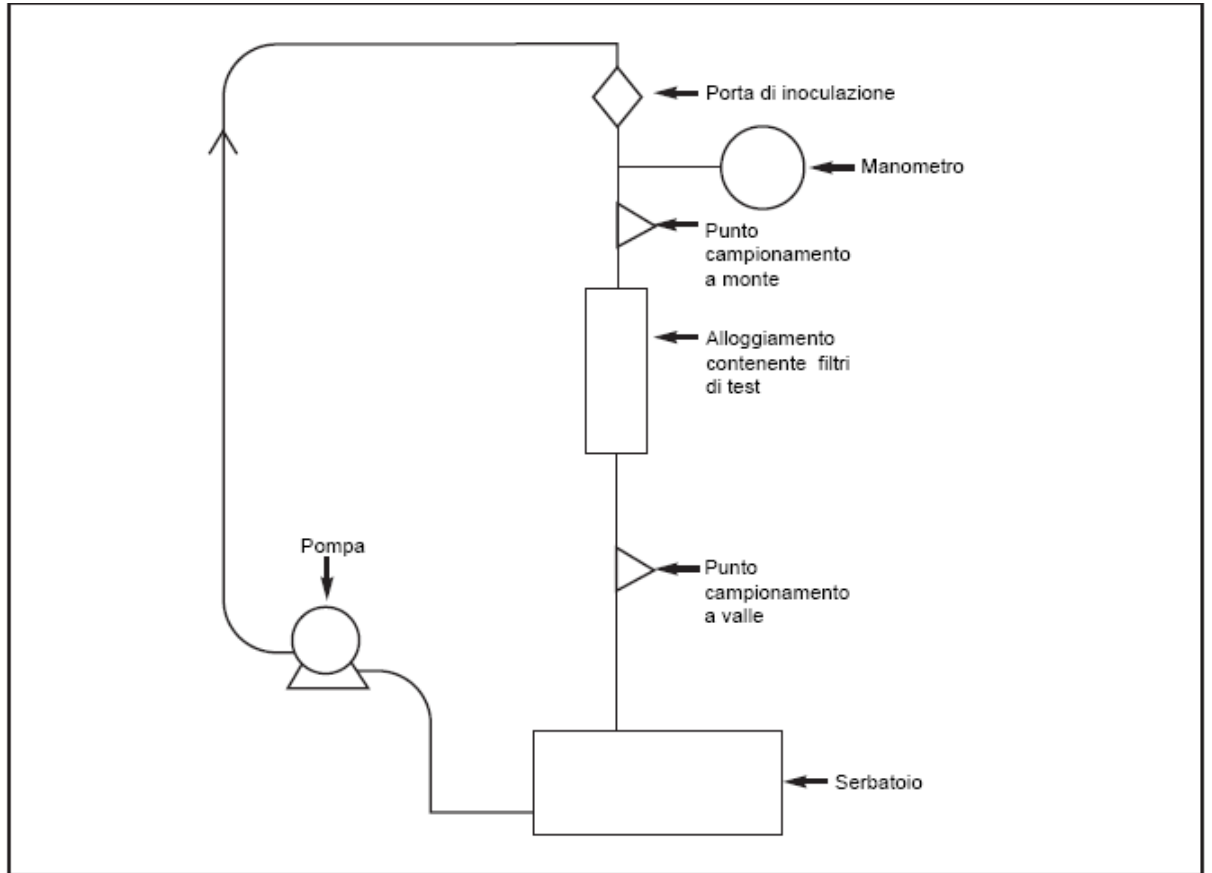 Porta di inoculazione
Manometro
Punto
campionamento
a monte
Alloggiamento
contenente filtri
di test
Pompa
Punto
campionamento
a valle
Serbatoio